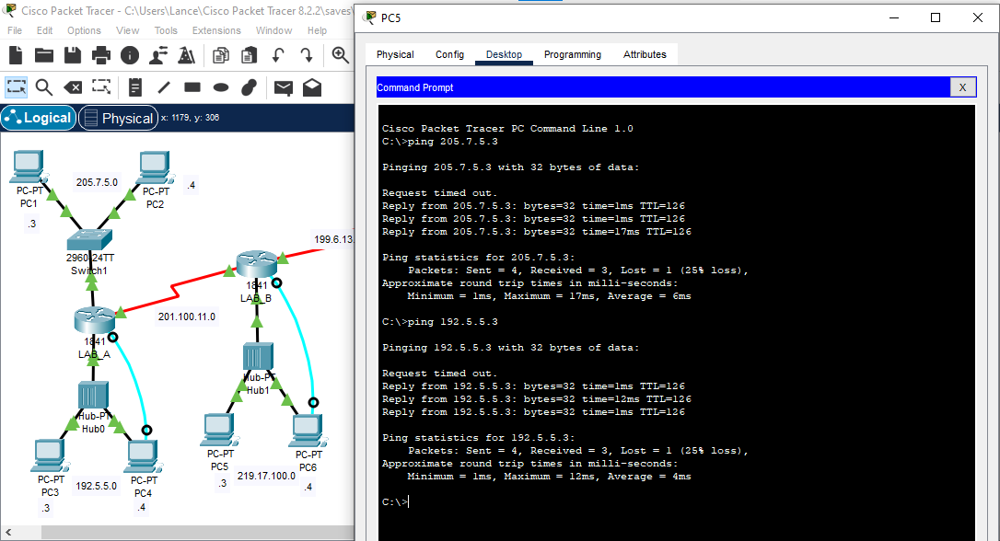 Cisco Packet Tracer - C:\Users\Lance\Cisco Packet Tracer 8.2.2\saves\
File Edit Options View Tools Extensions Window Help
Logical Physical x: 1179, y: 306
PC-PT
PC1
.3
205.7.5.0
PC-PT
PC2
.4
2960-24TT
Switch1
199.6.13
1841
LAB_B
201.100.11.0
1841
LAB_A
Hub-PT
Hub0
Hub-PT
Hub1
PC-PT
PC3
.3
192.5.5.0
PC-PT
PC4
.4
PC-PT
PC5
.3
219.17.100.0
PC-PT
PC6
.4
PC5
Physical Config Desktop Programming Attributes
Command Prompt
X
Cisco Packet Tracer PC Command Line 1.0
C:\>ping 205.7.5.3
Pinging 205.7.5.3 with 32 bytes of data:
Request timed out.
Reply from 205.7.5.3: bytes=32 time=1ms TTL=126
Reply from 205.7.5.3: bytes=32 time=1ms TTL=126
Reply from 205.7.5.3: bytes=32 time=17ms TTL=126
Ping statistics for 205.7.5.3:
Packets: Sent = 4, Received = 3, Lost = 1 (25% loss),
Approximate round trip times in milli-seconds:
Minimum = 1ms, Maximum = 17ms, Average = 6ms
C:\>ping 192.5.5.3
Pinging 192.5.5.3 with 32 bytes of data:
Request timed out.
Reply from 192.5.5.3: bytes=32 time=1ms TTL=126
Reply from 192.5.5.3: bytes=32 time=12ms TTL=126
Reply from 192.5.5.3: bytes=32 time=1ms TTL=126
Ping statistics for 192.5.5.3:
Packets: Sent = 4, Received = 3, Lost = 1 (25% loss),
Approximate round trip times in milli-seconds:
Minimum = 1ms, Maximum = 12ms, Average = 4ms
C:\>